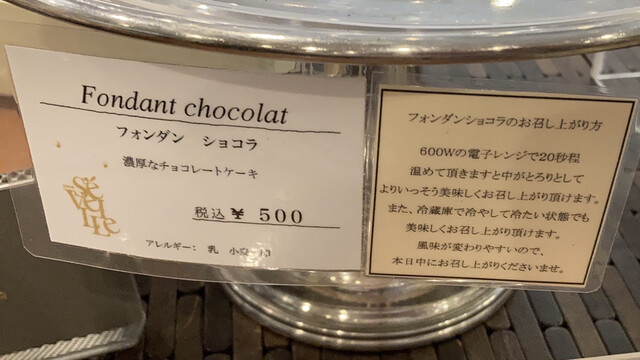 Fondant chocolat
フォンダン ショコラ
濃厚なチョコレートケーキ
税込 ¥ 500
アレルギー: 乳
フォンダンショコラのお召し上がり方
600Wの電子レンジで20秒程
温めて頂きますと中がとろりとして
よりいっそう美味しくお召し上がり頂けます。
また、冷蔵庫で冷やして冷たい状態でも
美味しくお召し上がり頂けます。
風味が変わりやすいので、
本日中にお召し上がりくださいませ。